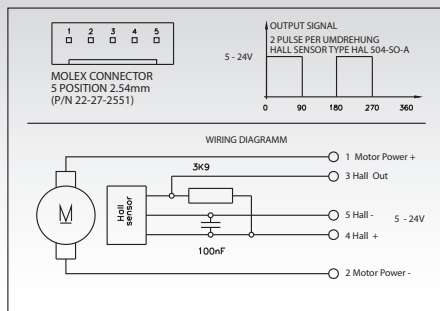 1 2 3 4 5
MOLEX CONNECTOR
5 POSITION 2.54mm
(P/N 22-27-2551)
OUTPUT SIGNAL
2 PULSE PER UMDREHUNG
HALL SENSOR TYPE HAL 504-SO-A
5 - 24V
0 90 180 270 360
WIRING DIAGRAMM
1 Motor Power +
3K9
3 Hall Out
M
Hall sensor
5 Hall -
5 - 24V
4 Hall +
100nF
2 Motor Power -